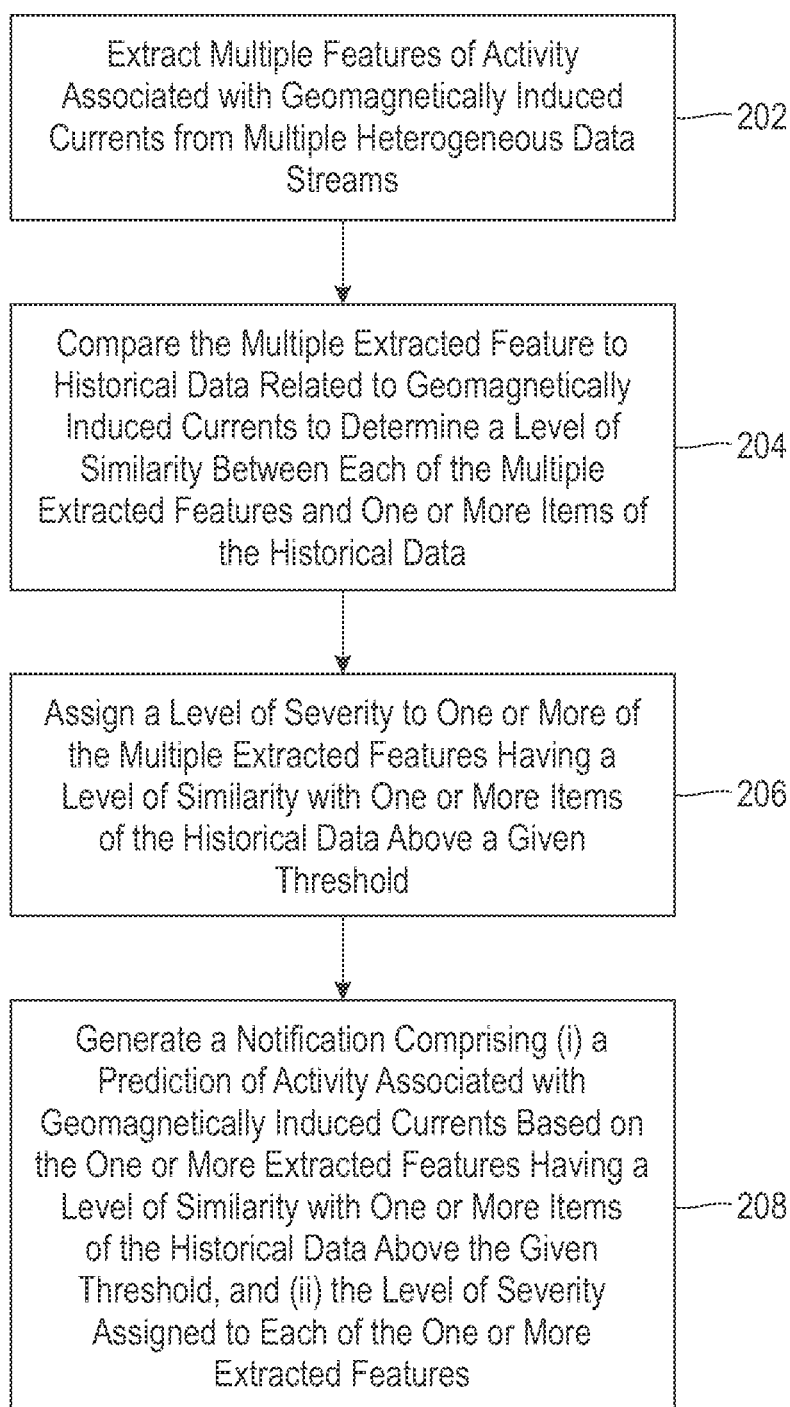 Extract Multiple Features of Activity
Associated with Geomagnetically Induced
Currents from Multiple Heterogeneous Data
Streams
202
Compare the Multiple Extracted Feature to
Historical Data Related to Geomagnetically
Induced Currents to Determine a Level of
Similarity Between Each of the Multiple
Extracted Features and One or More Items of
the Historical Data
204
Assign a Level of Severity to One or More of
the Multiple Extracted Features Having a
Level of Similarity with One or More Items
of the Historical Data Above a Given
Threshold
206
Generate a Notification Comprising (i) a
Prediction of Activity Associated with
Geomagnetically Induced Currents Based on
the One or More Extracted Features Having a
Level of Similarity with One or More Items
of the Historical Data Above the Given
Threshold, and (ii) the Level of Severity
Assigned to Each of the One or More
Extracted Features
208